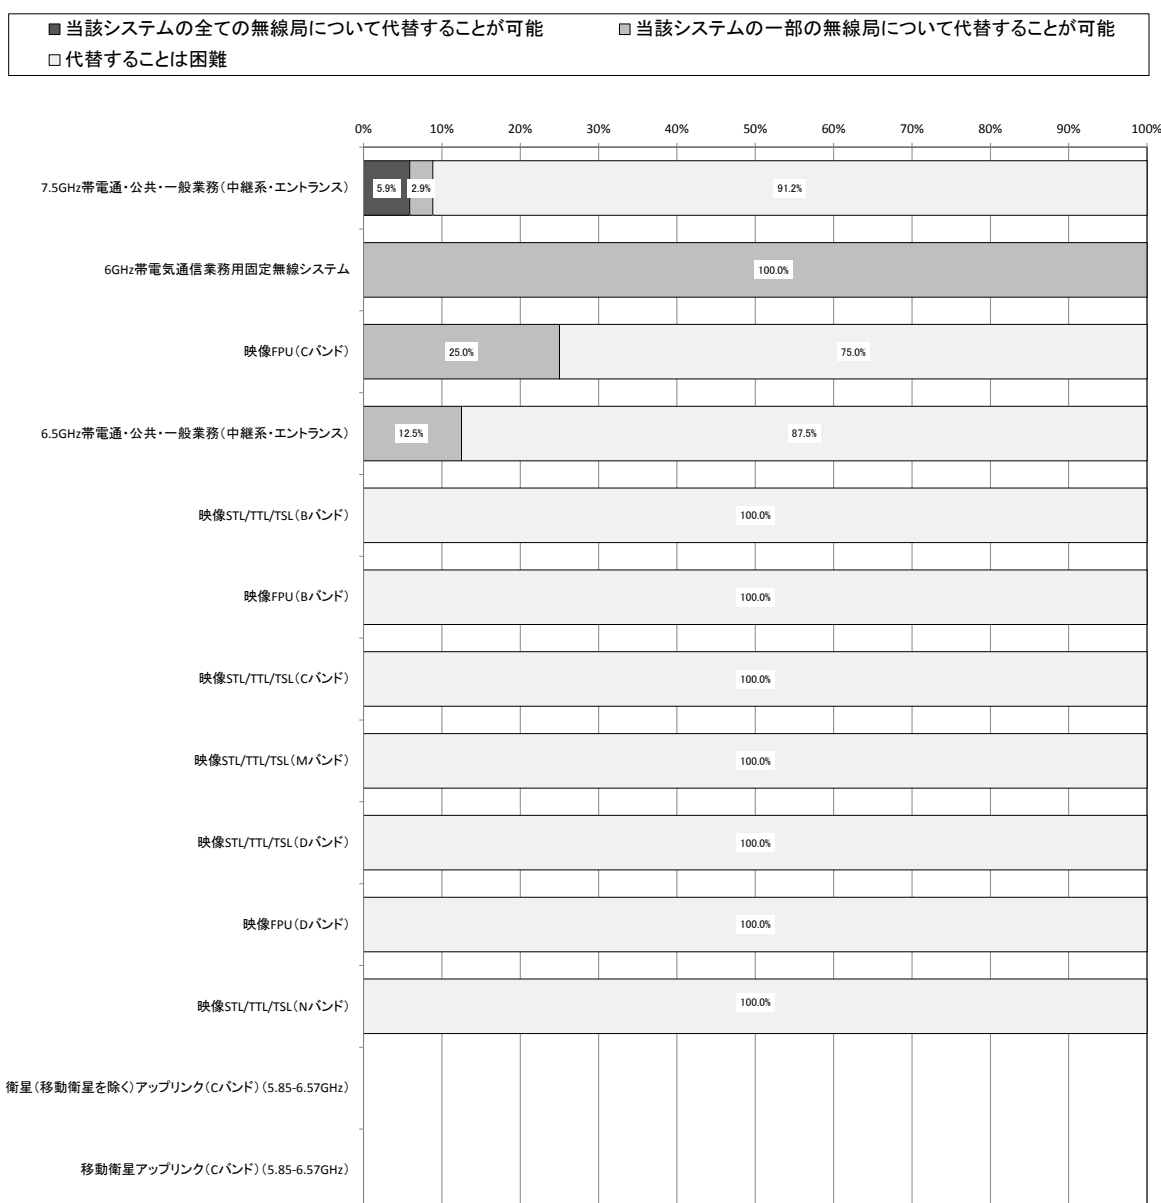 ■当該システムの全ての無線局について代替することが可能 □当該システムの一部の無線局について代替することが可能
□代替することは困難
0% 10% 20% 30% 40% 50% 60% 70% 80% 90% 100%
7.5GHz帯電通・公共・一般業務(中継系・エントランス) 5.9% 2.9% 91.2%
6GHz帯電気通信業務用固定無線システム 100.0%
映像FPU(Cバンド) 25.0% 75.0%
6.5GHz帯電通・公共・一般業務(中継系・エントランス) 12.5% 87.5%
映像STL/TTL/TSL(Bバンド) 100.0%
映像FPU(Bバンド) 100.0%
映像STL/TTL/TSL(Cバンド) 100.0%
映像STL/TTL/TSL(Mバンド) 100.0%
映像STL/TTL/TSL(Dバンド) 100.0%
映像FPU(Dバンド) 100.0%
映像STL/TTL/TSL(Nバンド) 100.0%
衛星(移動衛星を除く)アップリンク(Cバンド)(5.85-6.57GHz)
移動衛星アップリンク(Cバンド)(5.85-6.57GHz)